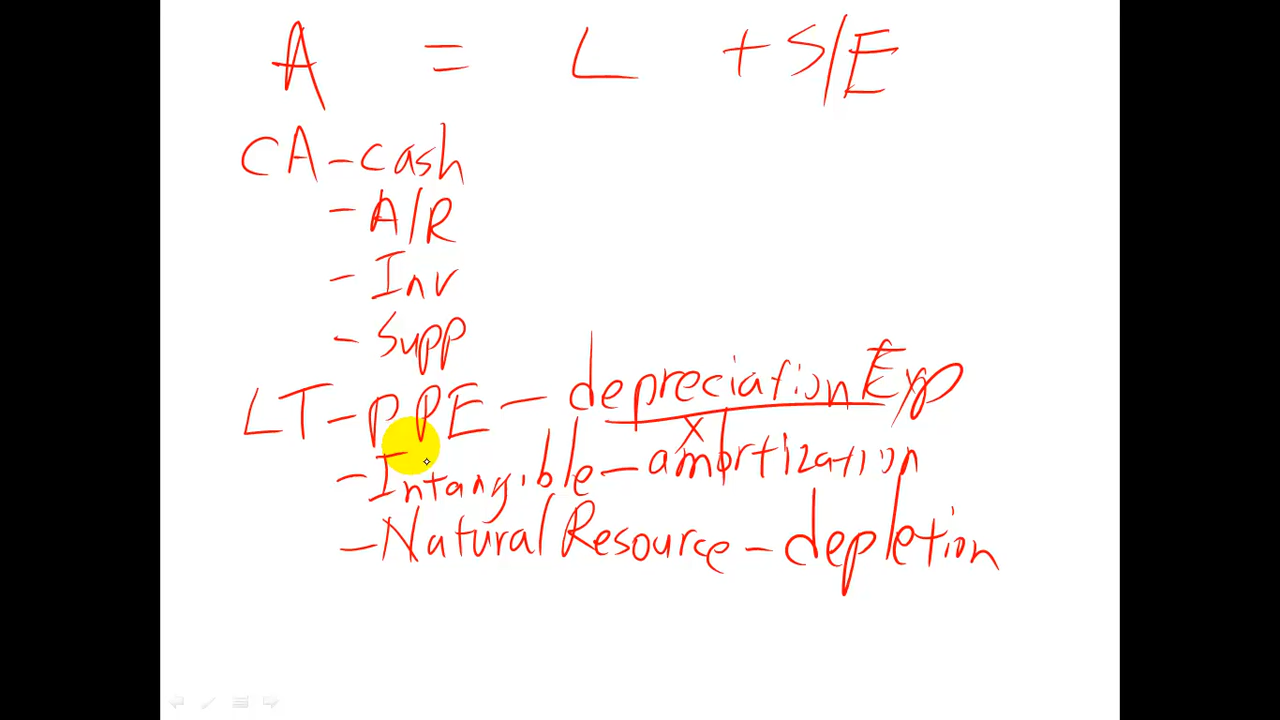 A = L + S/E
CA - cash
- A/R
- Inv
- Supp
LT - PPE - depreciation Exp
x
- Intangible - amortization
- Natural Resource - depletion